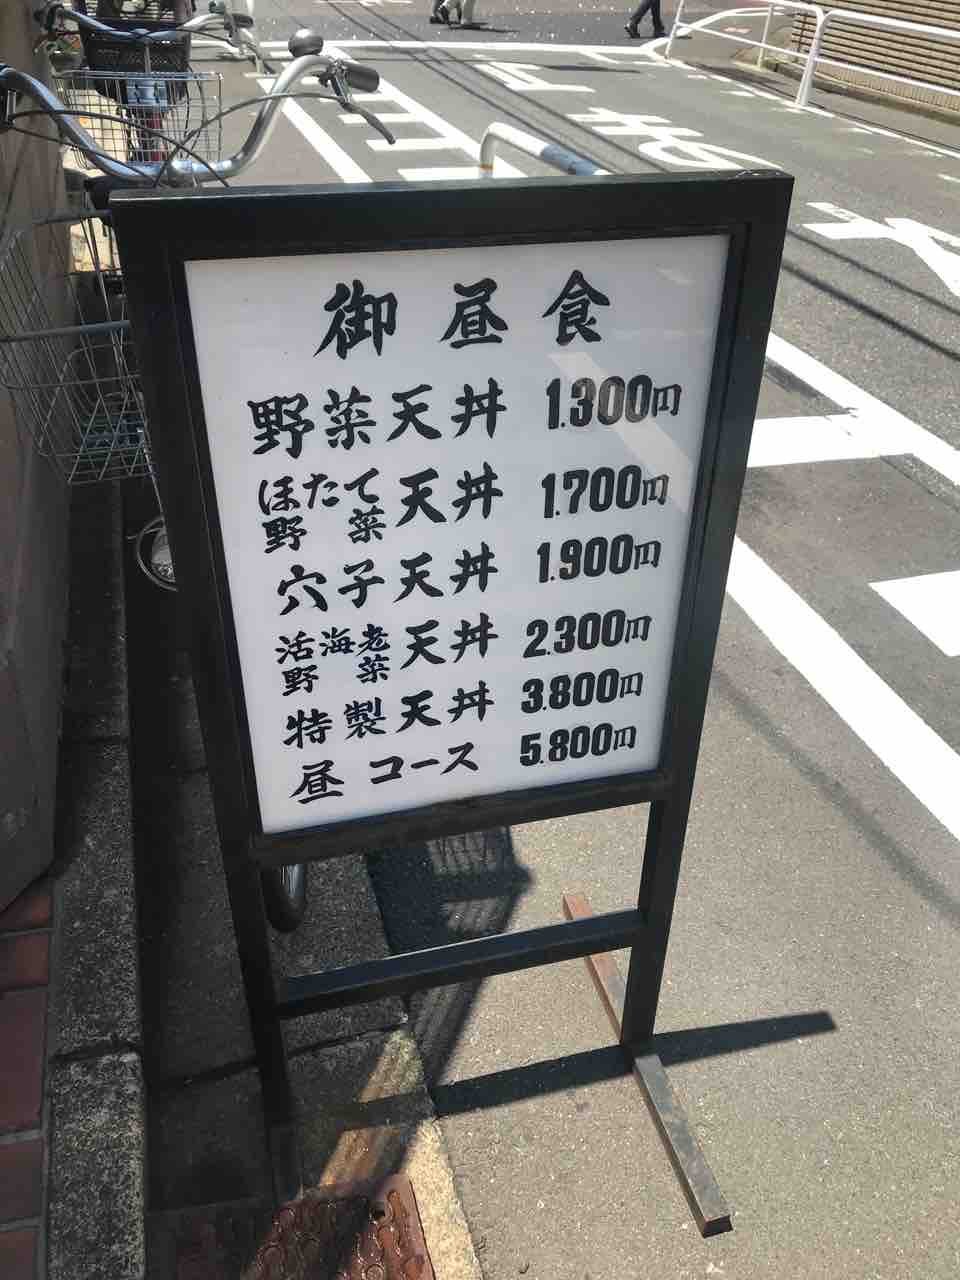 御昼食
野菜天丼 1.300円
ほたて野菜天丼 1.700円
穴子天丼 1.900円
活海老野菜天丼 2.300円
特製天丼 3.800円
昼コース 5.800円